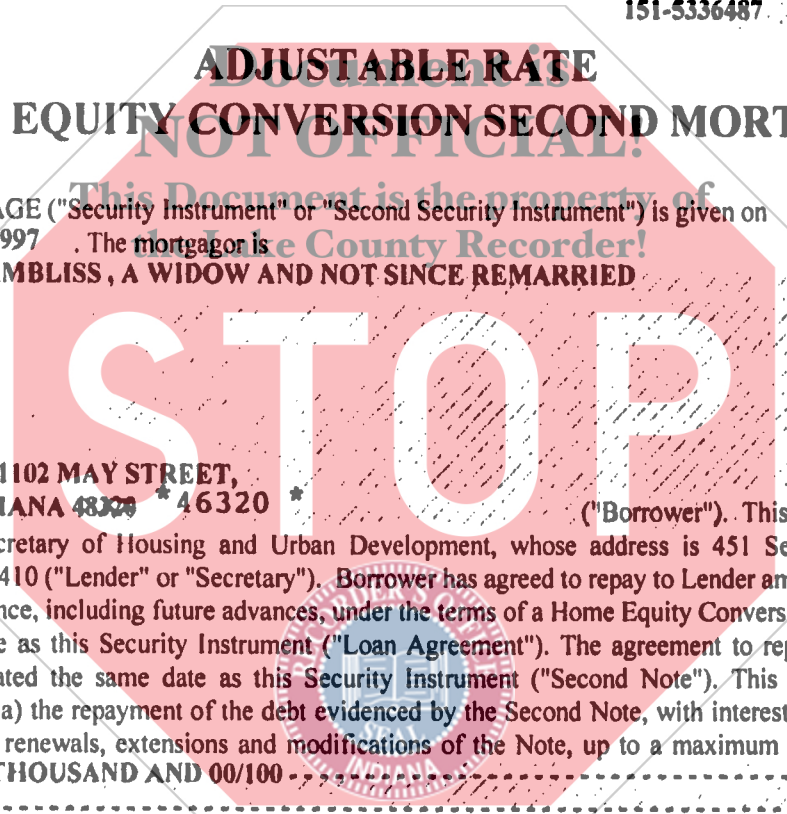 151-5336487
ADJUSTABLE RATE
Document is
EQUITY CONVERSION SECOND MORT
NOT OFFICIAL!
This Document is the property of
AGE ("Security Instrument" or "Second Security Instrument") is given on
997 . The mortgagor is
the Lake County Recorder!
MBLISS , A WIDOW AND NOT SINCE REMARRIED
STOP
1102 MAY STREET,
IANA 48320 * 46320 *
("Borrower"). This
cretary of Housing and Urban Development, whose address is 451 Se
410 ("Lender" or "Secretary"). Borrower has agreed to repay to Lender am
nce, including future advances, under the terms of a Home Equity Convers
e as this Security Instrument ("Loan Agreement"). The agreement to rep
ated the same date as this Security Instrument ("Second Note"). This
a) the repayment of the debt evidenced by the Second Note, with interest
renewals, extensions and modifications of the Note, up to a maximum
THOUSAND AND 00/100
RECORDER'S OFFICE
SEAL
INDIANA